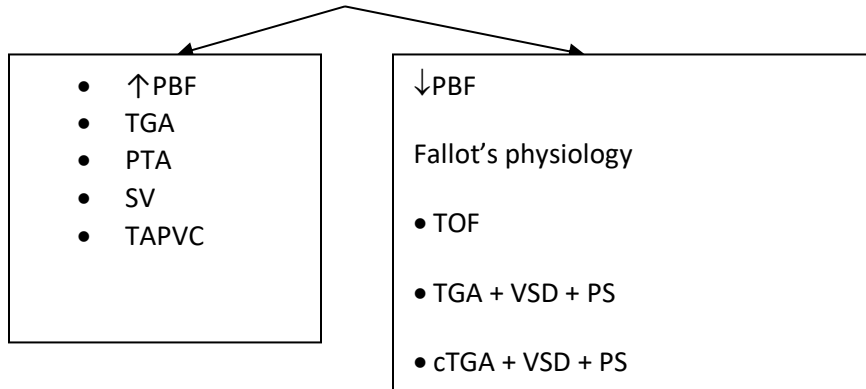 • ↑PBF
• TGA
• PTA
• SV
• TAPVC
↓PBF
Fallot’s physiology
• TOF
• TGA + VSD + PS
• cTGA + VSD + PS